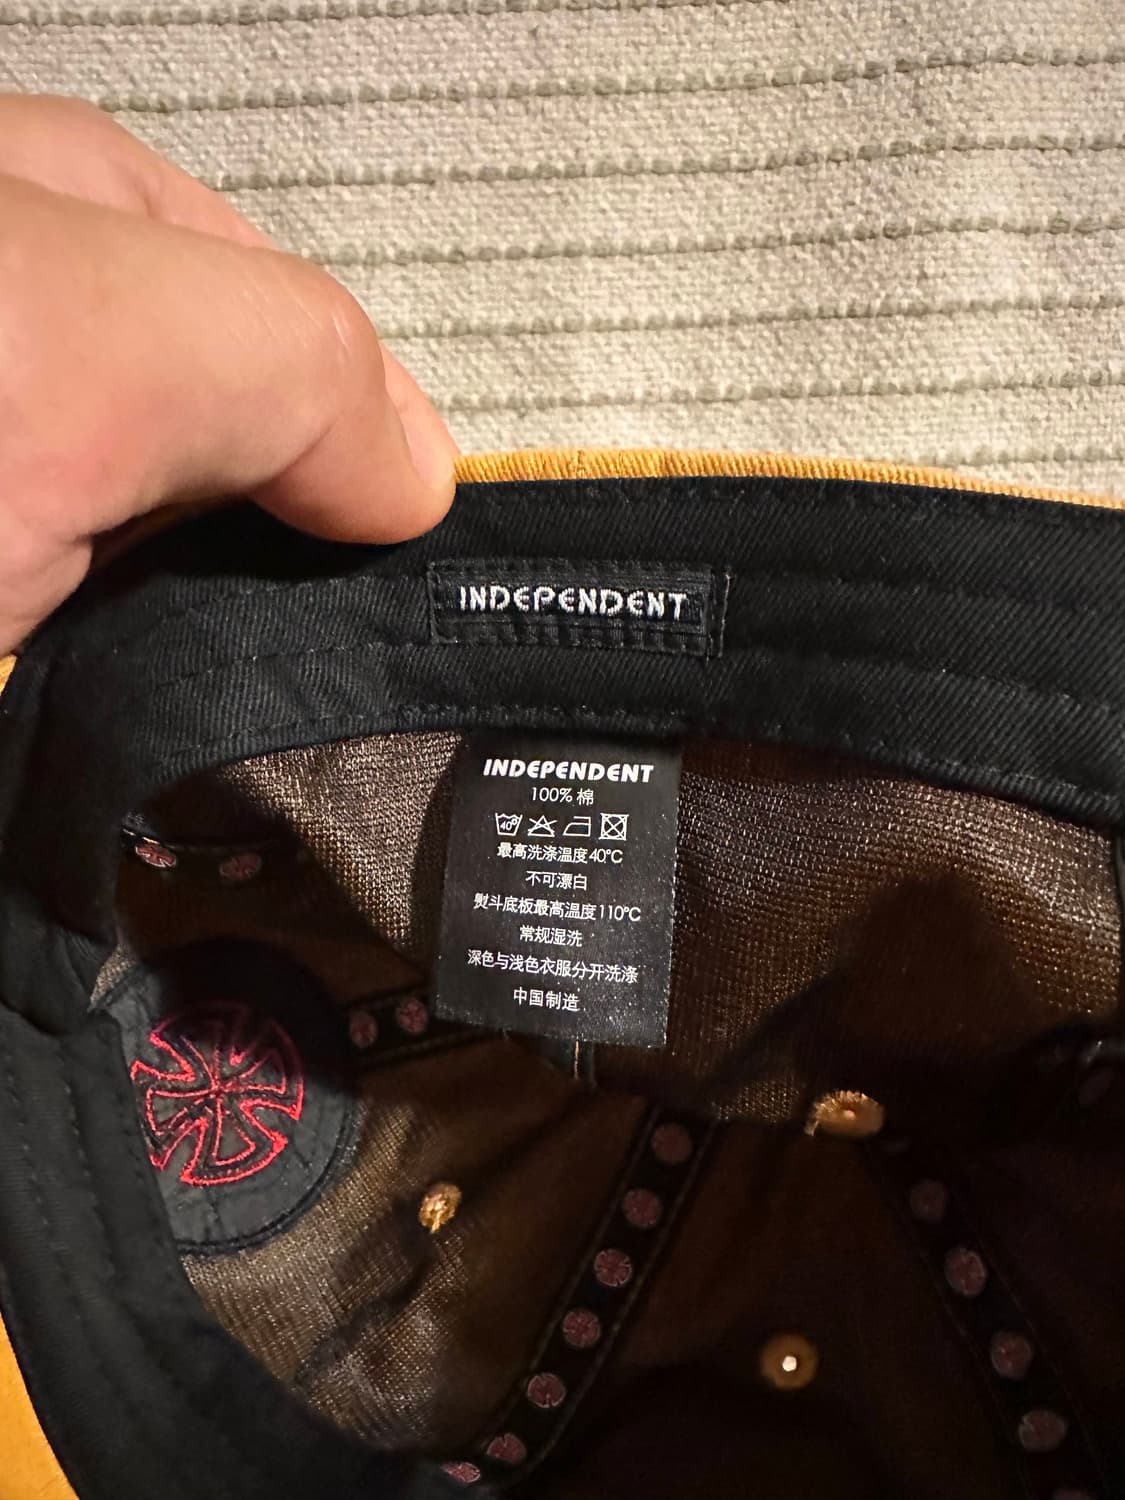 INDEPENDENT
INDEPENDENT
100% 棉
40°
最高洗涤温度40℃
不可漂白
熨斗底板最高温度110℃
常规湿洗
深色与浅色衣服分开洗涤
中国制造